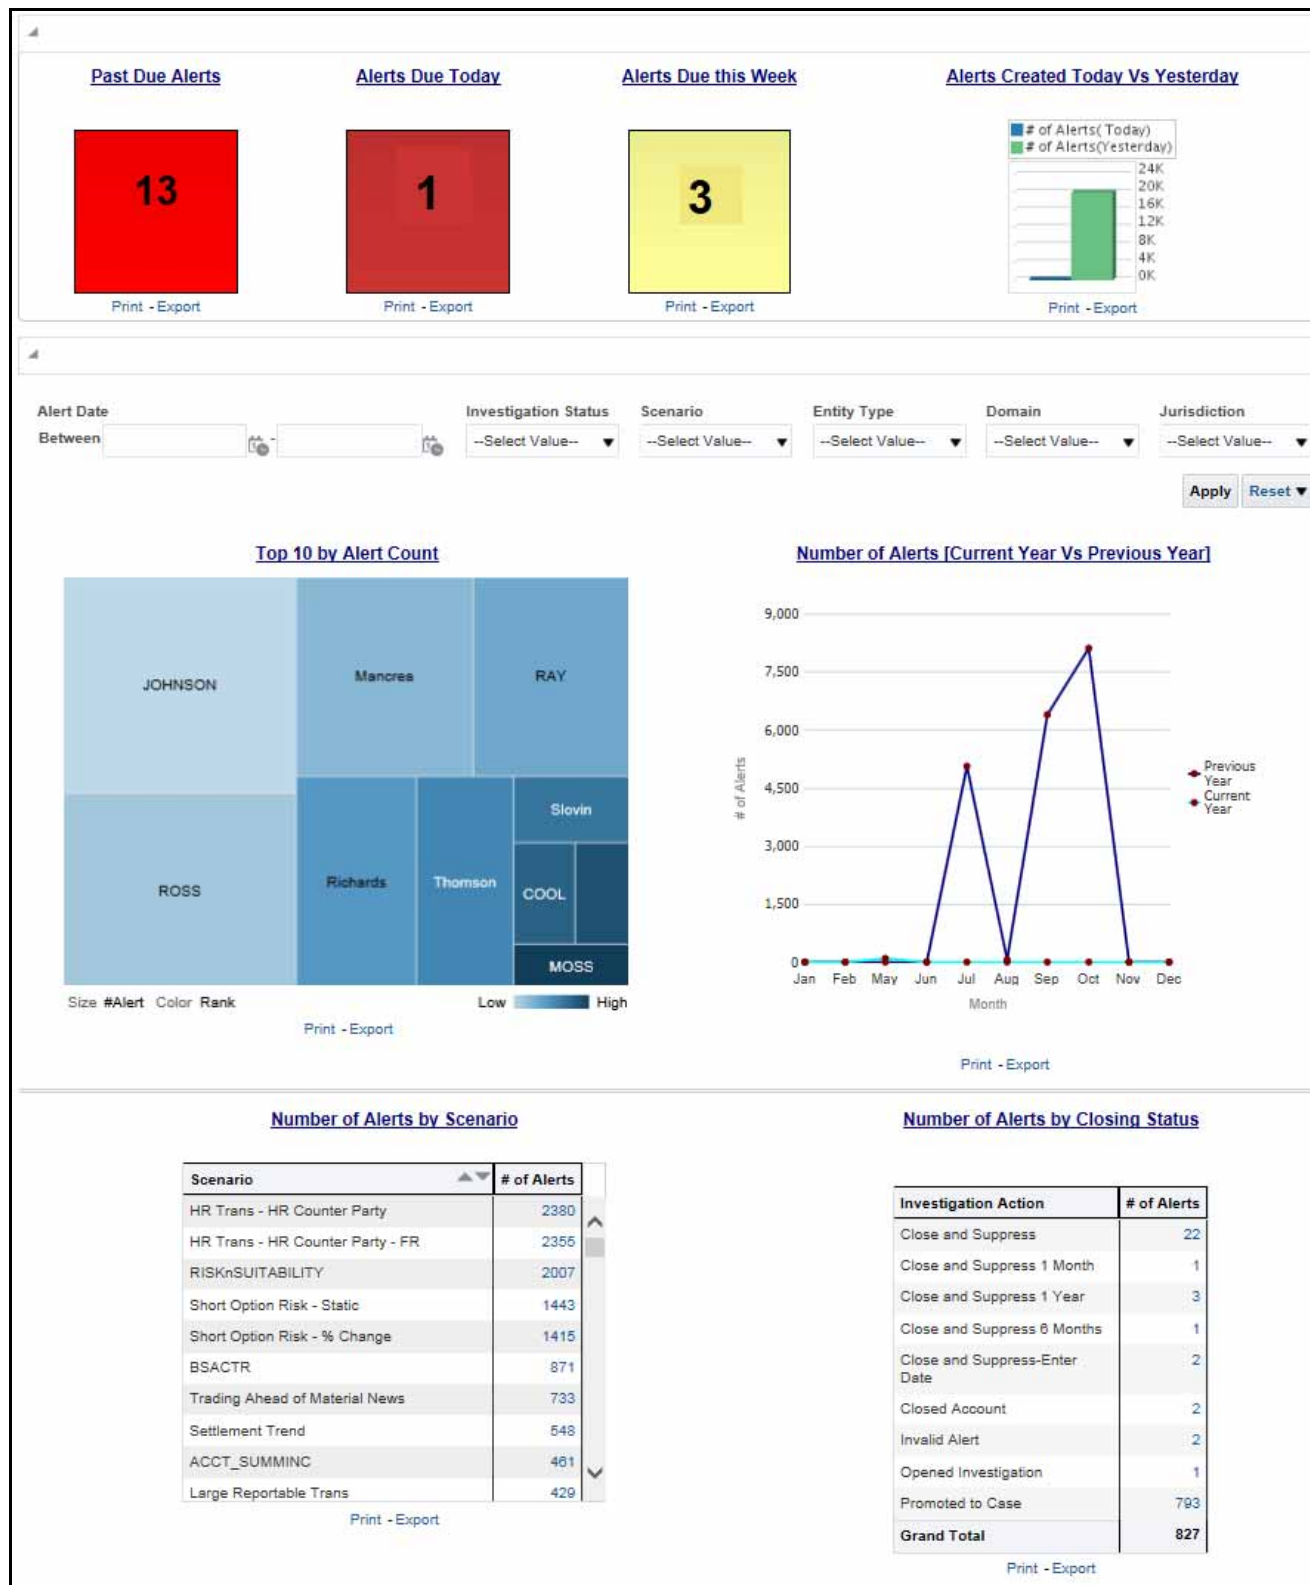 Past Due Alerts
Alerts Due Today
Alerts Due this Week
Alerts Created Today Vs Yesterday
13
1
3
# of Alerts( Today)
# of Alerts(Yesterday)
24K
20K
16K
12K
8K
4K
0K
Print - Export
Print - Export
Print - Export
Print - Export
Alert Date
Between
-
Investigation Status
--Select Value--
Scenario
--Select Value--
Entity Type
--Select Value--
Domain
--Select Value--
Jurisdiction
--Select Value--
Apply
Reset
Top 10 by Alert Count
JOHNSON
Mancrea
RAY
ROSS
Richards
Thomson
Slovin
COOL
MOSS
Size #Alert Color Rank
Low
High
Print - Export
Number of Alerts [Current Year Vs Previous Year]
9,000
7,500
6,000
4,500
3,000
1,500
0
# of Alerts
Jan Feb May Jun Jul Aug Sep Oct Nov Dec
Month
Previous
Year
Current
Year
Print - Export
Number of Alerts by Scenario
Scenario # of Alerts
HR Trans - HR Counter Party 2380
HR Trans - HR Counter Party - FR 2355
RISKnSUITABILITY 2007
Short Option Risk - Static 1443
Short Option Risk - % Change 1415
BSACTR 871
Trading Ahead of Material News 733
Settlement Trend 548
ACCT_SUMMINC 461
Large Reportable Trans 429
Print - Export
Number of Alerts by Closing Status
Investigation Action # of Alerts
Close and Suppress 22
Close and Suppress 1 Month 1
Close and Suppress 1 Year 3
Close and Suppress 6 Months 1
Close and Suppress-Enter 2
Date
Closed Account 2
Invalid Alert 2
Opened Investigation 1
Promoted to Case 793
Grand Total 827
Print - Export